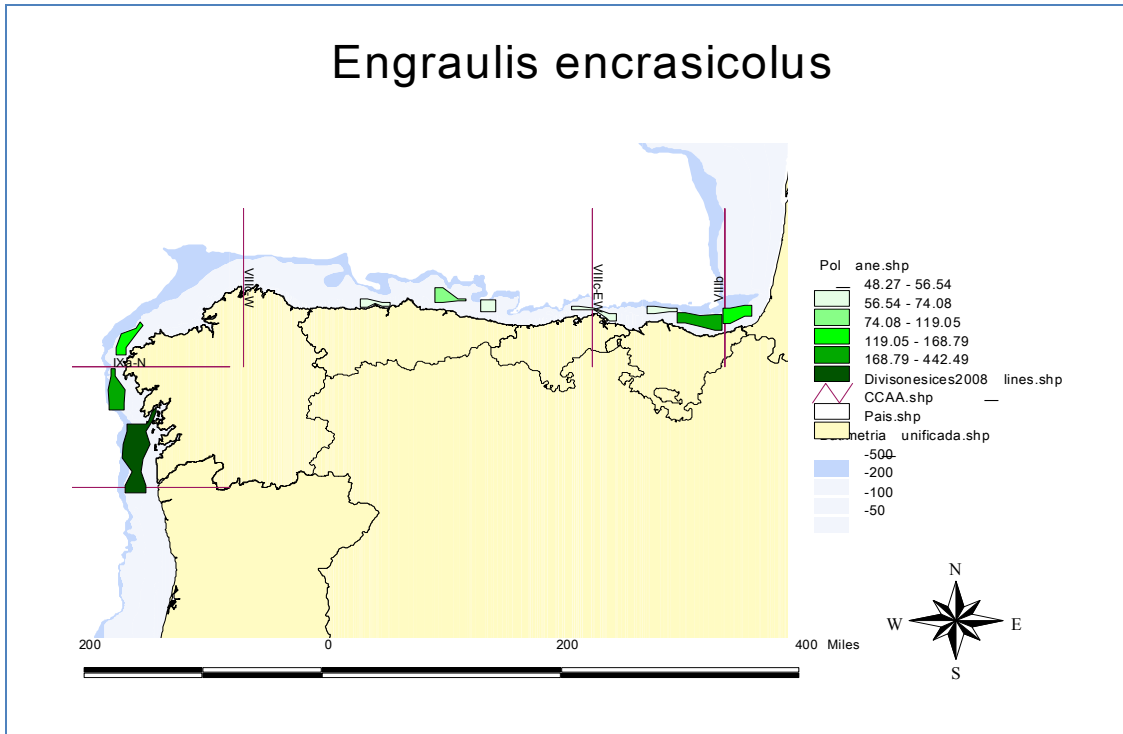 Engraulis encrasicolus
VIIIc-W
VIIIc-EW
VIIIb
IXa-N
Pol ane.shp
48.27 - 56.54
56.54 - 74.08
74.08 - 119.05
119.05 - 168.79
168.79 - 442.49
Divisonesices2008 lines.shp
CCAA.shp
Pais.shp
unificada.shp
-500
-200
-100
-50
N
W E
S
200 0 200 400 Miles